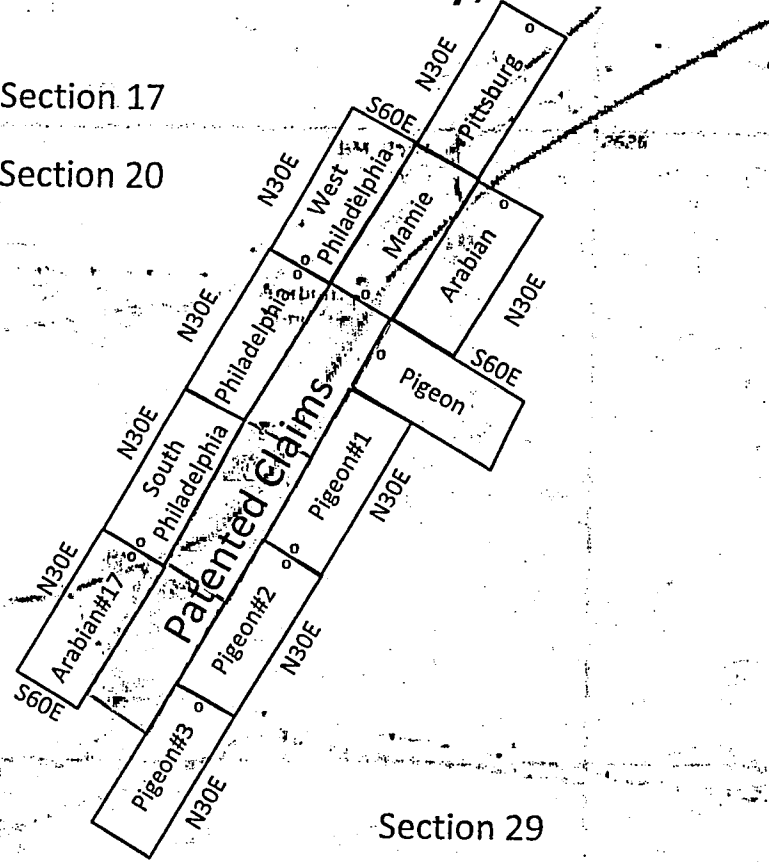 Section 17
Section 20
N30E
Pittsburg
S60E
N30E
West
Philadelphia
Mamie
Arabian
N30E
N30E
Philadelphia
S60E
Pigeon
N30E
South
Philadelphia
Patented Claims
Pigeon#1
N30E
N30E
Arabian#17
S60E
Pigeon#2
N30E
Pigeon#3
N30E
Section 29